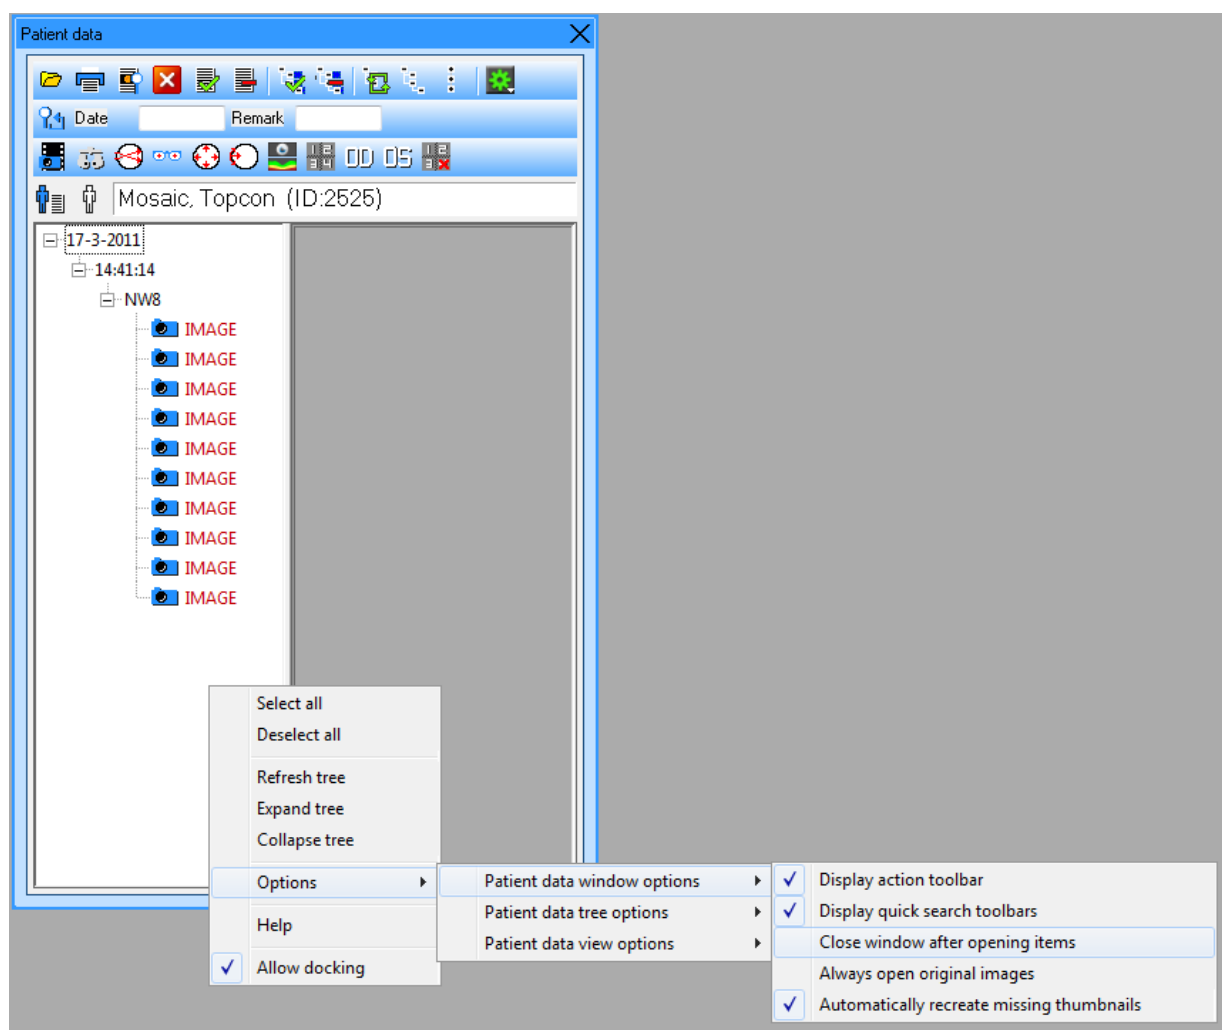 Patient data
Date
Remark
OD OS
Mosaic, Topcon (ID:2525)
17-3-2011
14:41:14
NW8
IMAGE
IMAGE
IMAGE
IMAGE
IMAGE
IMAGE
IMAGE
IMAGE
IMAGE
IMAGE
Select all
Deselect all
Refresh tree
Expand tree
Collapse tree
Options
Help
Allow docking
Patient data window options
Patient data tree options
Patient data view options
Display action toolbar
Display quick search toolbars
Close window after opening items
Always open original images
Automatically recreate missing thumbnails